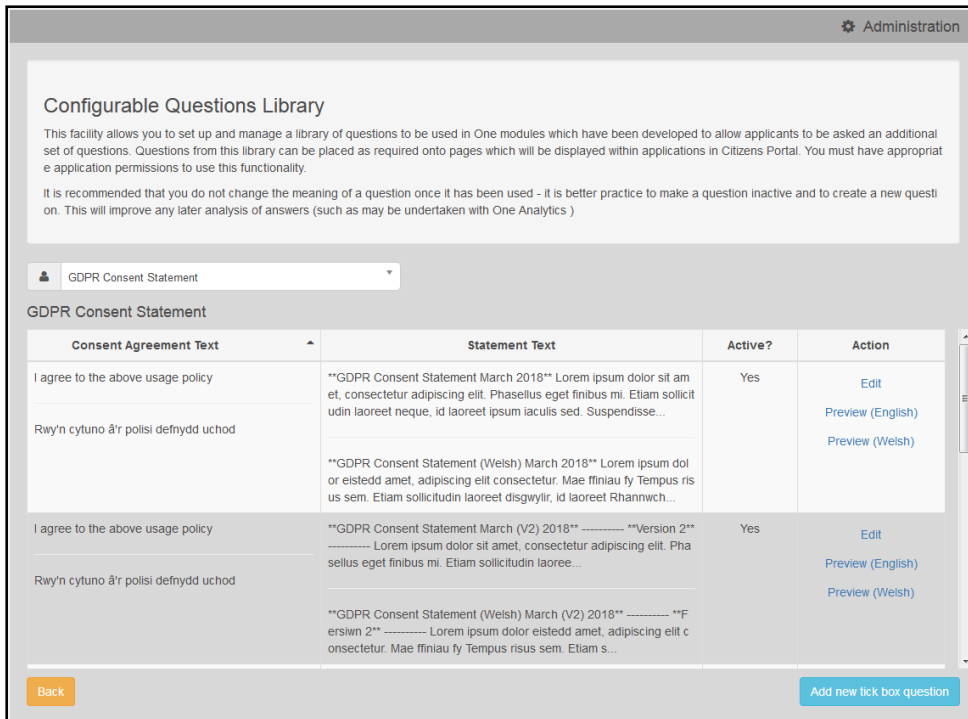 Administration
Configurable Questions Library
This facility allows you to set up and manage a library of questions to be used in One modules which have been developed to allow applicants to be asked an additional
set of questions. Questions from this library can be placed as required onto pages which will be displayed within applications in Citizens Portal. You must have appropriat
e application permissions to use this functionality.
It is recommended that you do not change the meaning of a question once it has been used - it is better practice to make a question inactive and to create a new questi
on. This will improve any later analysis of answers (such as may be undertaken with One Analytics )
GDPR Consent Statement
GDPR Consent Statement
Consent Agreement Text Statement Text Active? Action
I agree to the above usage policy
Rwy'n cytuno â'r polisi defnydd uchod
**GDPR Consent Statement March 2018** Lorem ipsum dolor sit am
et, consectetur adipiscing elit. Phasellus eget finibus mi. Etiam sollicit
udin laoreet neque, id laoreet ipsum iaculis sed. Suspendisse...
**GDPR Consent Statement (Welsh) March 2018** Lorem ipsum dol
or eistedd amet, adipiscing elit consectetur. Mae ffiniau fy Tempus ris
us sem. Etiam sollicitudin laoreet disgwylir, id laoreet Rhannwch...
Yes
Edit
Preview (English)
Preview (Welsh)
I agree to the above usage policy
Rwy'n cytuno â'r polisi defnydd uchod
**GDPR Consent Statement March (V2) 2018** ---------- **Version 2**
---------- Lorem ipsum dolor sit amet, consectetur adipiscing elit. Pha
sellus eget finibus mi. Etiam sollicitudin laoree...
**GDPR Consent Statement (Welsh) March (V2) 2018** ---------- **F
ersiwn 2** ---------- Lorem ipsum dolor eistedd amet, adipiscing elit c
onsectetur. Mae ffiniau fy Tempus risus sem. Etiam s...
Yes
Edit
Preview (English)
Preview (Welsh)
Back
Add new tick box question